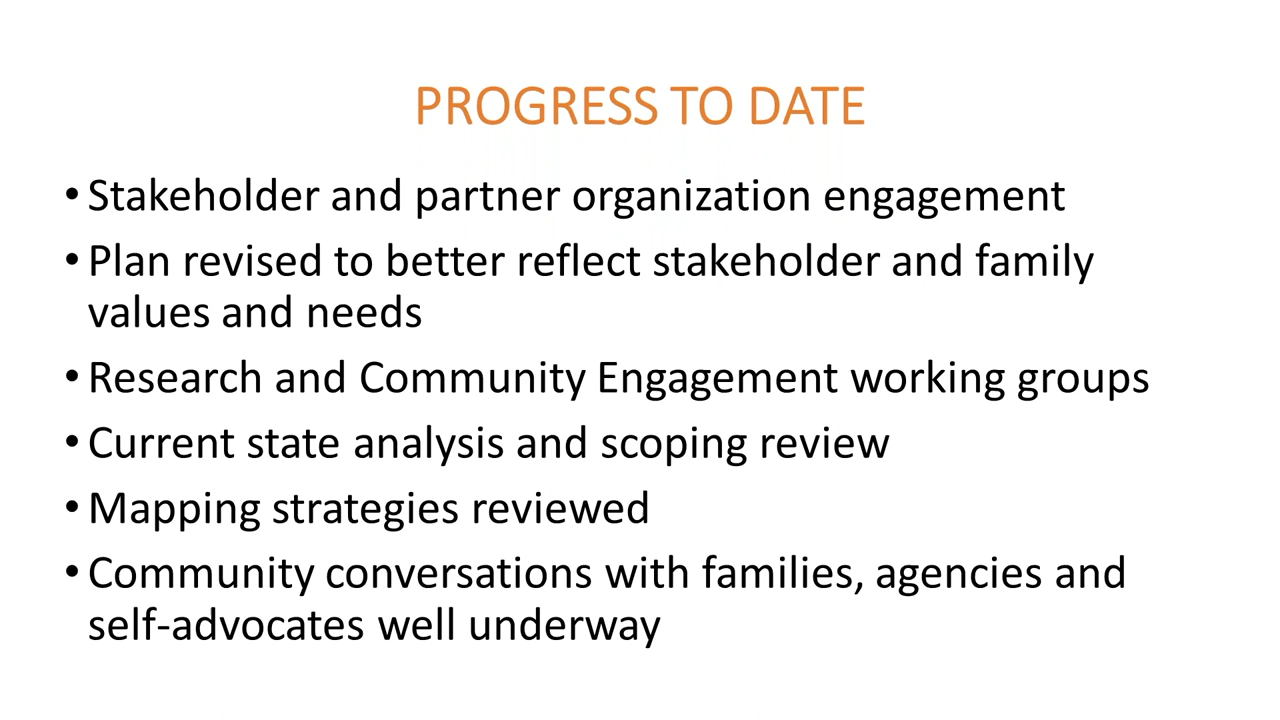 PROGRESS TO DATE
• Stakeholder and partner organization engagement
• Plan revised to better reflect stakeholder and family
values and needs
• Research and Community Engagement working groups
• Current state analysis and scoping review
• Mapping strategies reviewed
• Community conversations with families, agencies and
self-advocates well underway